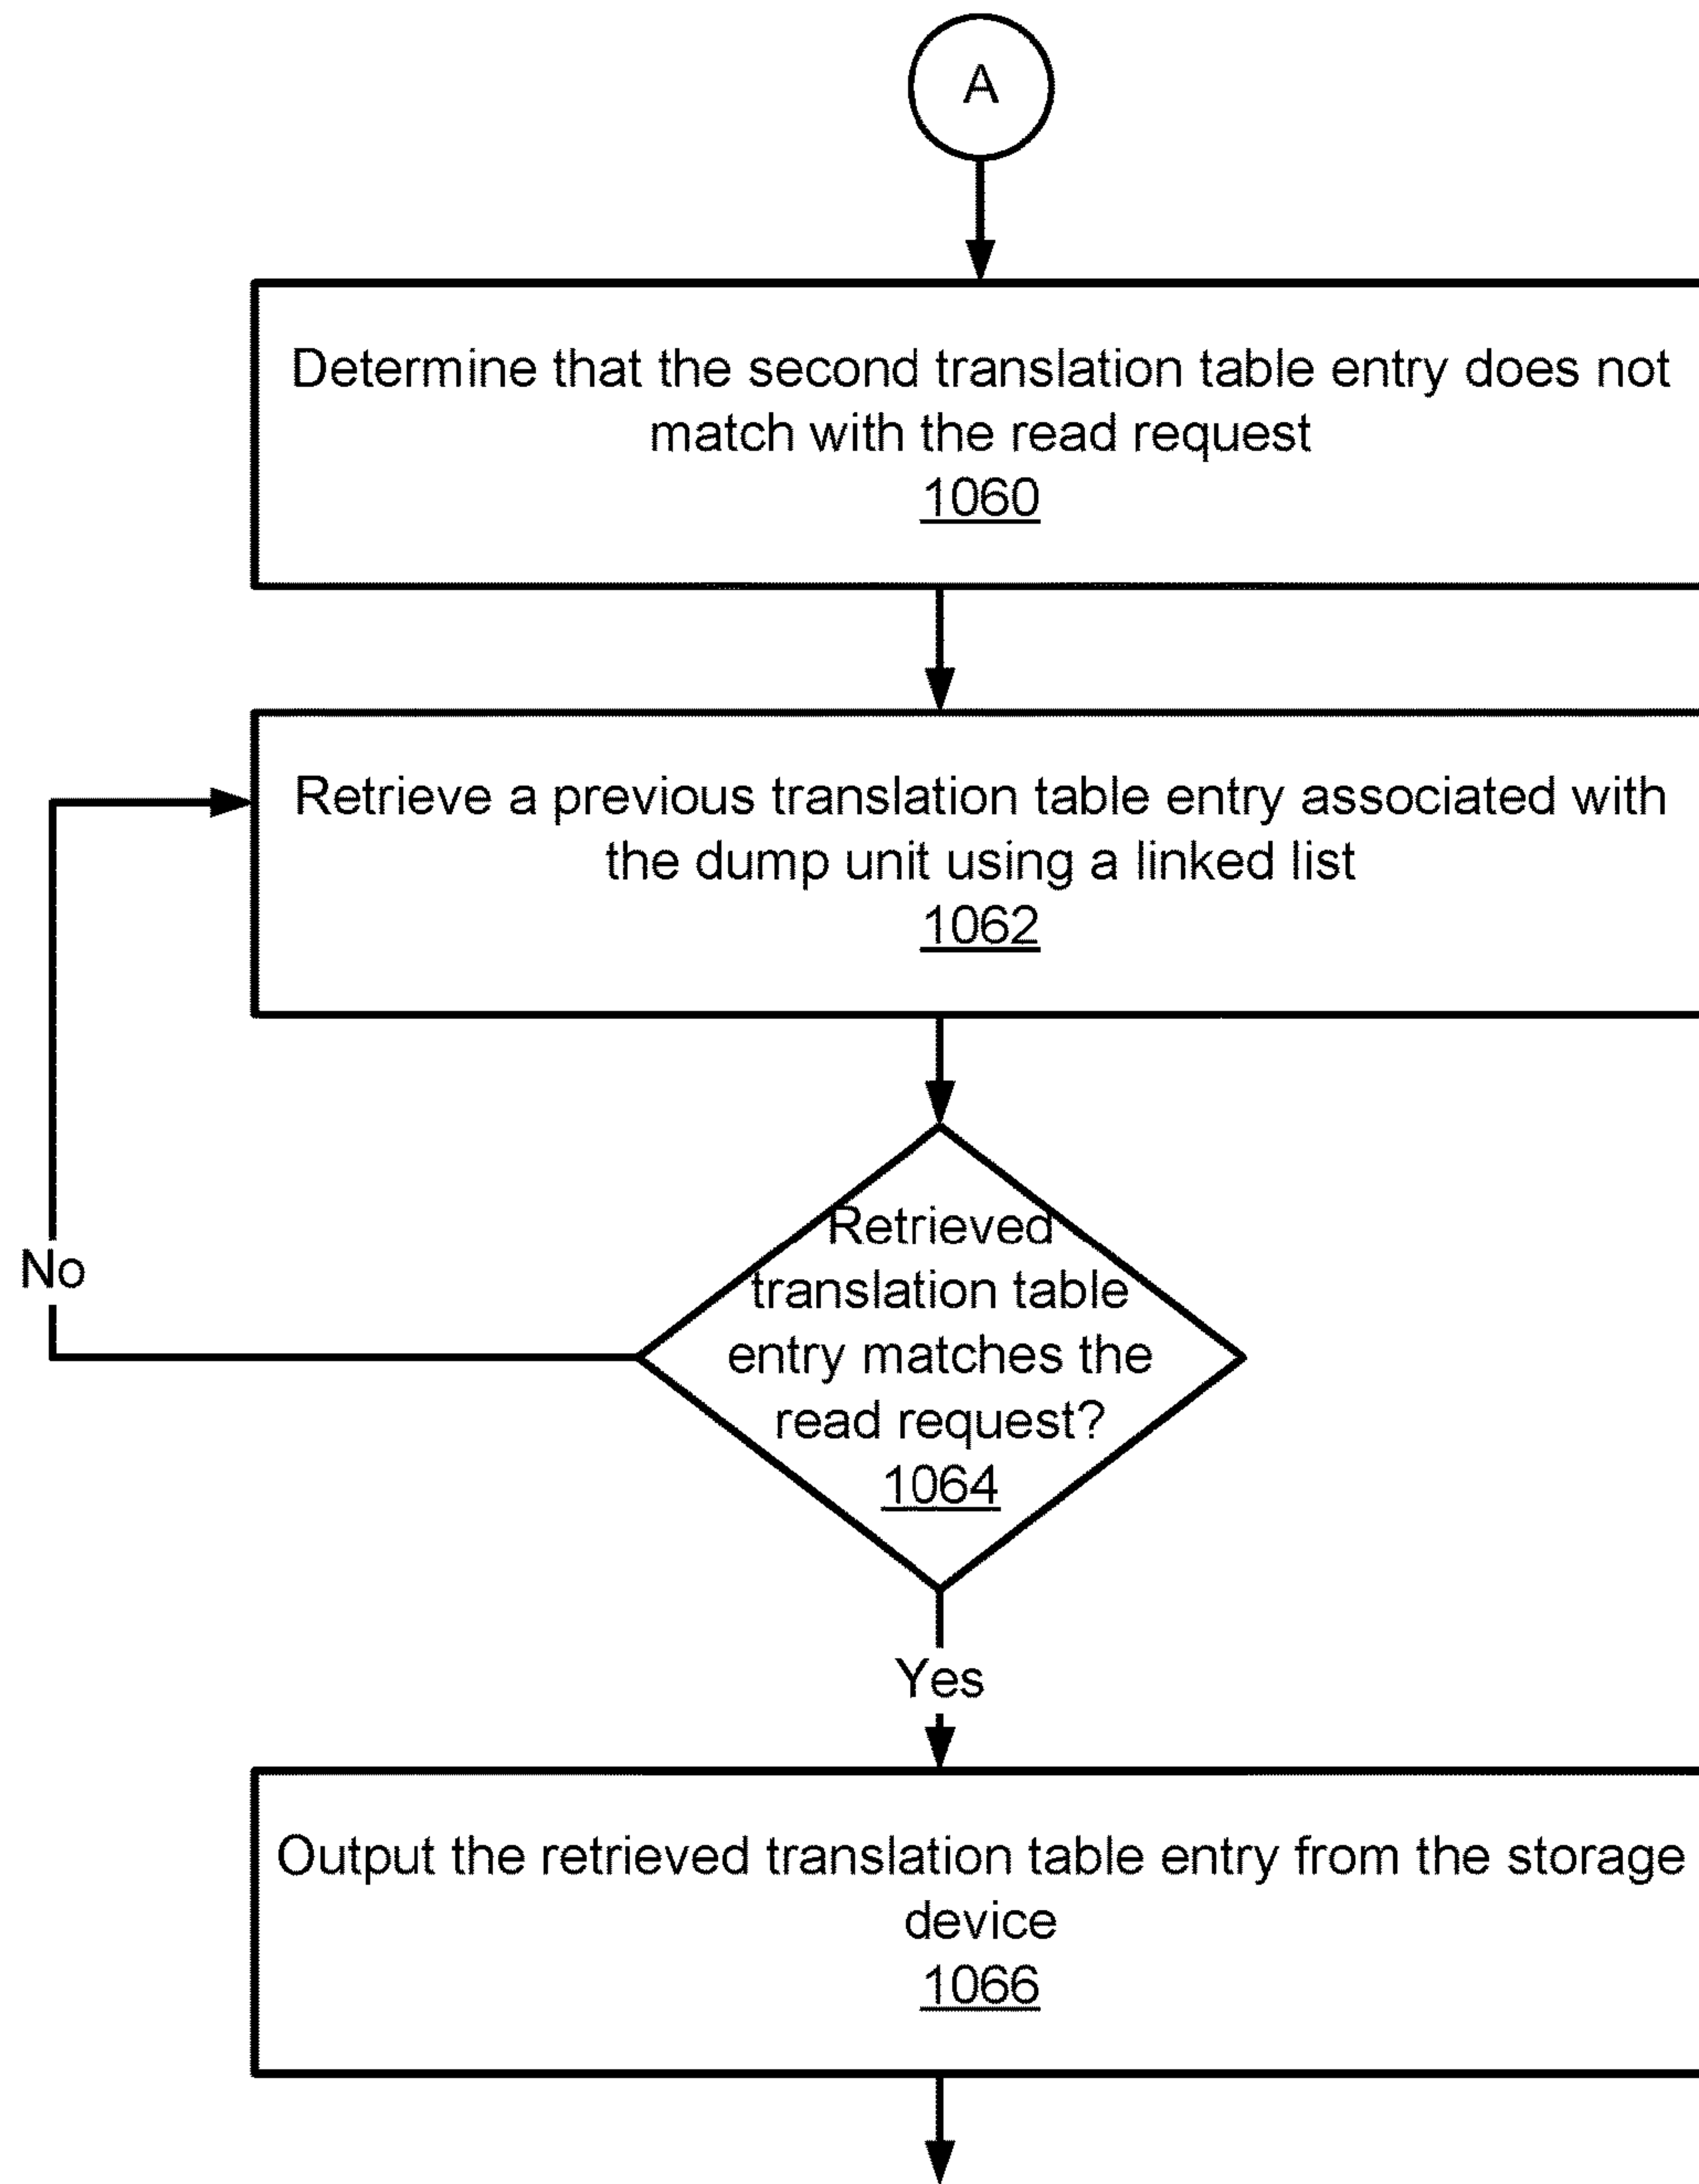 A
Determine that the second translation table entry does not
match with the read request
1060
Retrieve a previous translation table entry associated with
the dump unit using a linked list
1062
Retrieved
translation table
entry matches the
read request?
1064
No
Yes
Output the retrieved translation table entry from the storage
device
1066